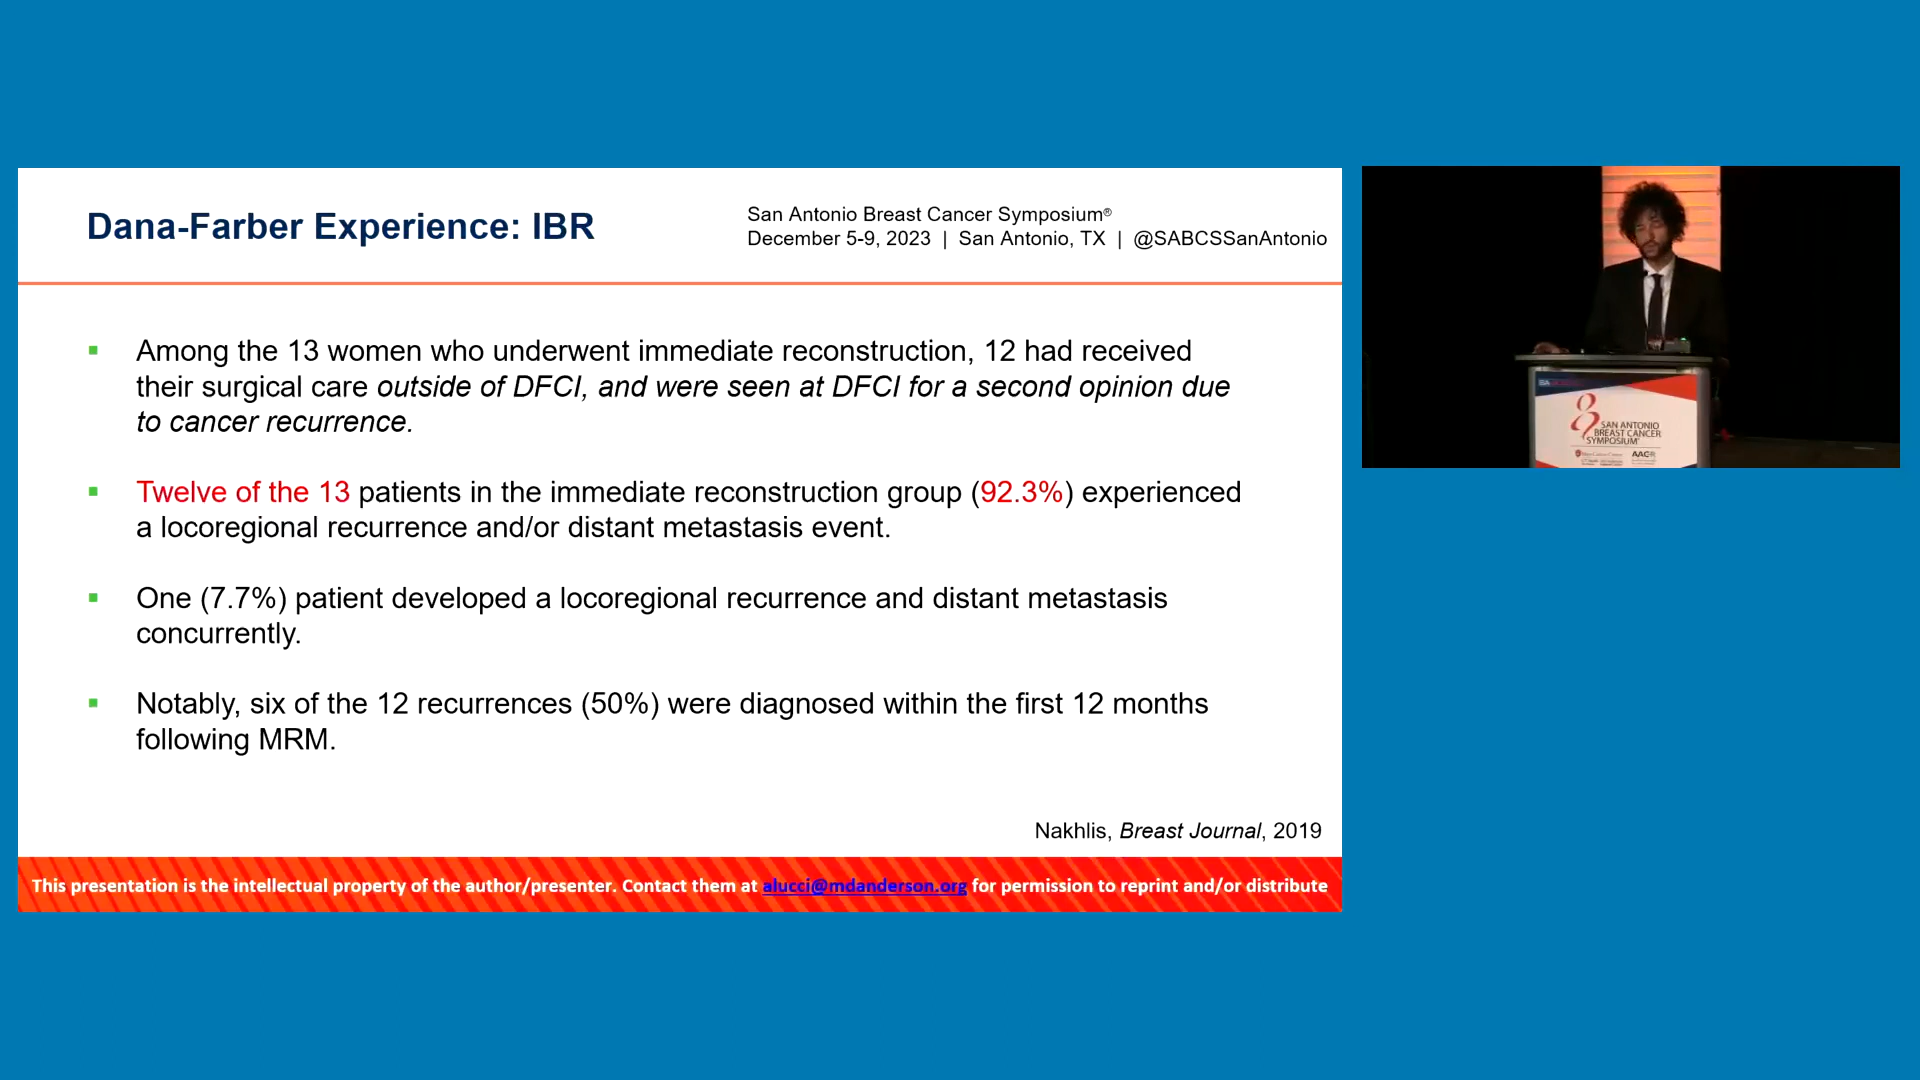 Dana-Farber Experience: IBR
San Antonio Breast Cancer Symposium®
December 5-9, 2023 | San Antonio, TX | @SABCSSanAntonio
▪ Among the 13 women who underwent immediate reconstruction, 12 had received
their surgical care outside of DFCI, and were seen at DFCI for a second opinion due
to cancer recurrence.
▪ Twelve of the 13 patients in the immediate reconstruction group (92.3%) experienced
a locoregional recurrence and/or distant metastasis event.
▪ One (7.7%) patient developed a locoregional recurrence and distant metastasis
concurrently.
▪ Notably, six of the 12 recurrences (50%) were diagnosed within the first 12 months
following MRM.
Nakhlis, Breast Journal, 2019
This presentation is the intellectual property of the author/presenter. Contact them at alucci@mdanderson.org for permission to reprint and/or distribute
SAN ANTONIO
BREAST CANCER
SYMPOSIUM®
AACR